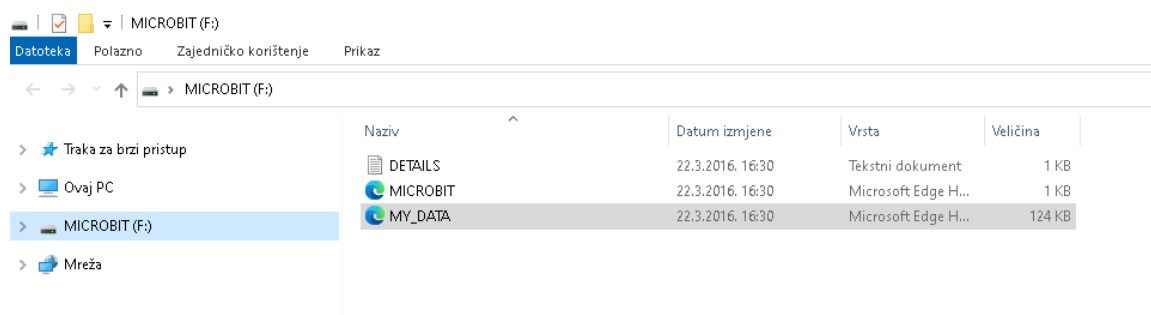 MICROBIT (F:)
Datoteka Polazno Zajedničko korištenje Prikaz
MICROBIT (F:)
Naziv Datum izmjene Vrsta Veličina
Traka za brzi pristup
Ovaj PC
MICROBIT (F:)
Mreža
DETAILS 22.3.2016. 16:30 Tekstni dokument 1 KB
MICROBIT 22.3.2016. 16:30 Microsoft Edge H... 1 KB
MY_DATA 22.3.2016. 16:30 Microsoft Edge H... 124 KB